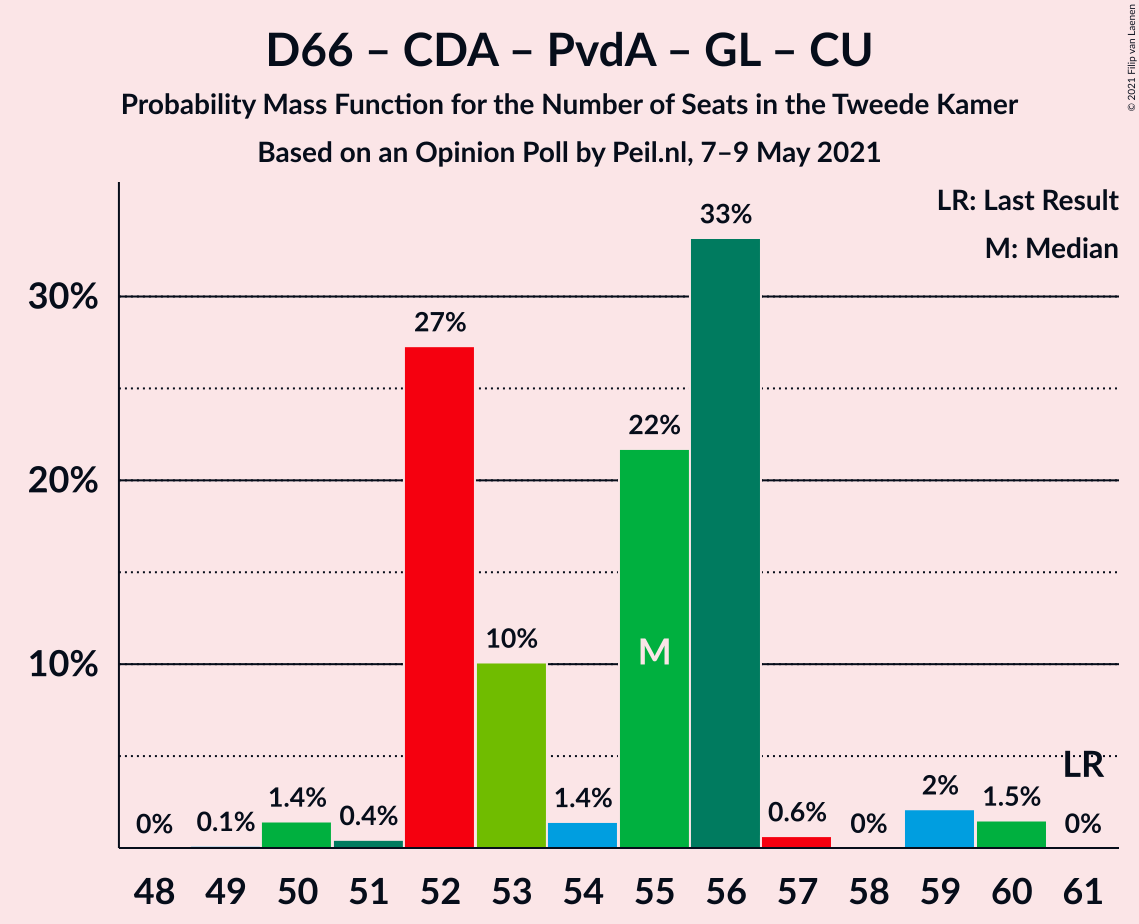 D66 – CDA – PvdA – GL – CU
Probability Mass Function for the Number of Seats in the Tweede Kamer
Based on an Opinion Poll by Peil.nl, 7–9 May 2021
© 2021 Filip van Laenen
LR: Last Result
M: Median
33%
30%
27%
22%
20%
10%
M
10%
LR
0%
0.1%
1.4%
0.4%
1.4%
0.6%
0%
2%
1.5%
0%
48 49 50 51 52 53 54 55 56 57 58 59 60 61